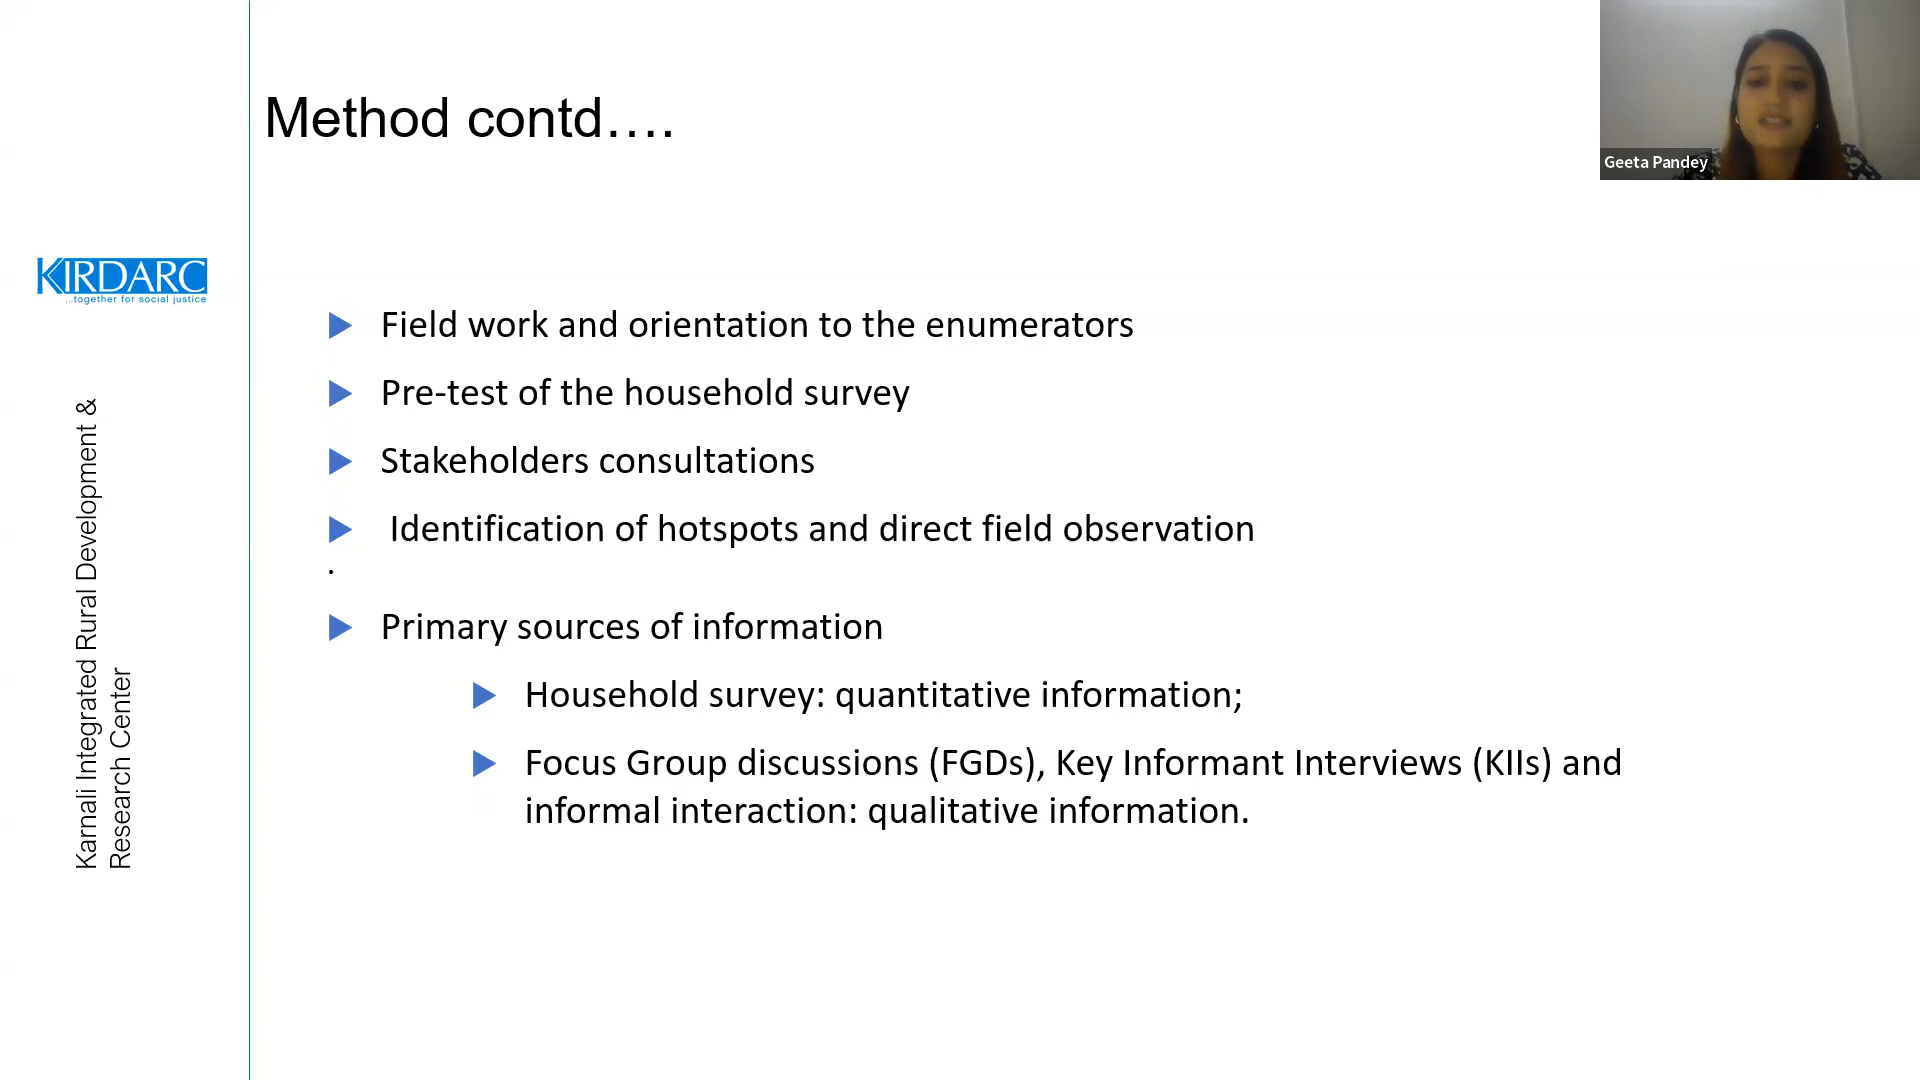 Method contd….
Geeta Pandey
KIRDARC
...together for social justice
Karnali Integrated Rural Development &
Research Center
Field work and orientation to the enumerators
Pre-test of the household survey
Stakeholders consultations
Identification of hotspots and direct field observation
.
Primary sources of information
Household survey: quantitative information;
Focus Group discussions (FGDs), Key Informant Interviews (KIIs) and
informal interaction: qualitative information.